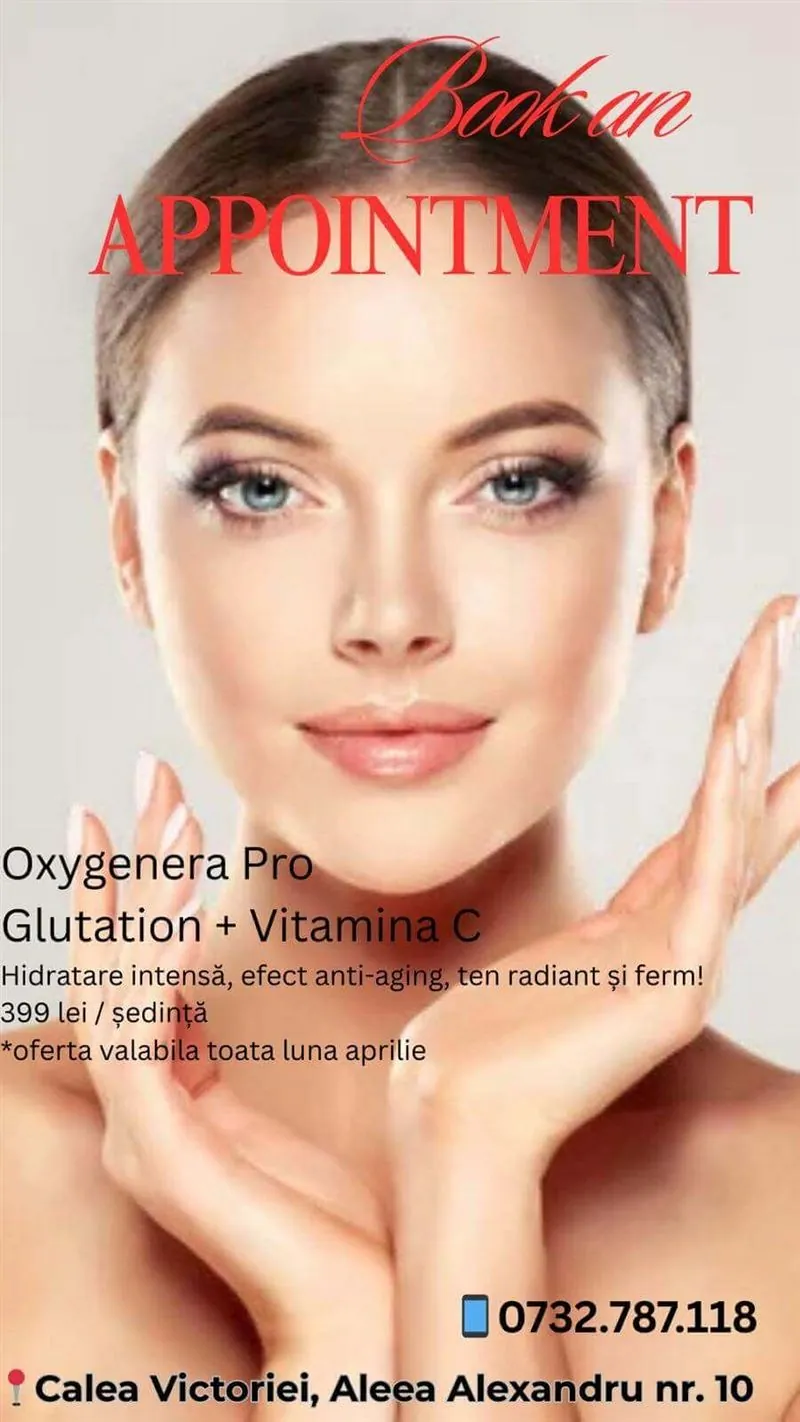 Book an
APPOINTMENT
Oxygenera Pro
Glutation + Vitamina C
Hidratare intensă, efect anti-aging, ten radiant și ferm!
399 lei / ședință
*oferta valabila toata luna aprilie
0732.787.118
Calea Victoriei, Aleea Alexandru nr. 10